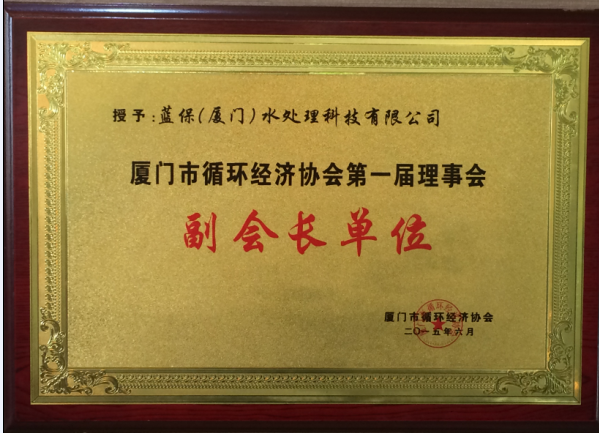 授予:蓝保(厦门)水处理科技有限公司
厦门市循环经济协会第一届理事会
副会长单位
厦门市循环经济协会
二〇一五年六月